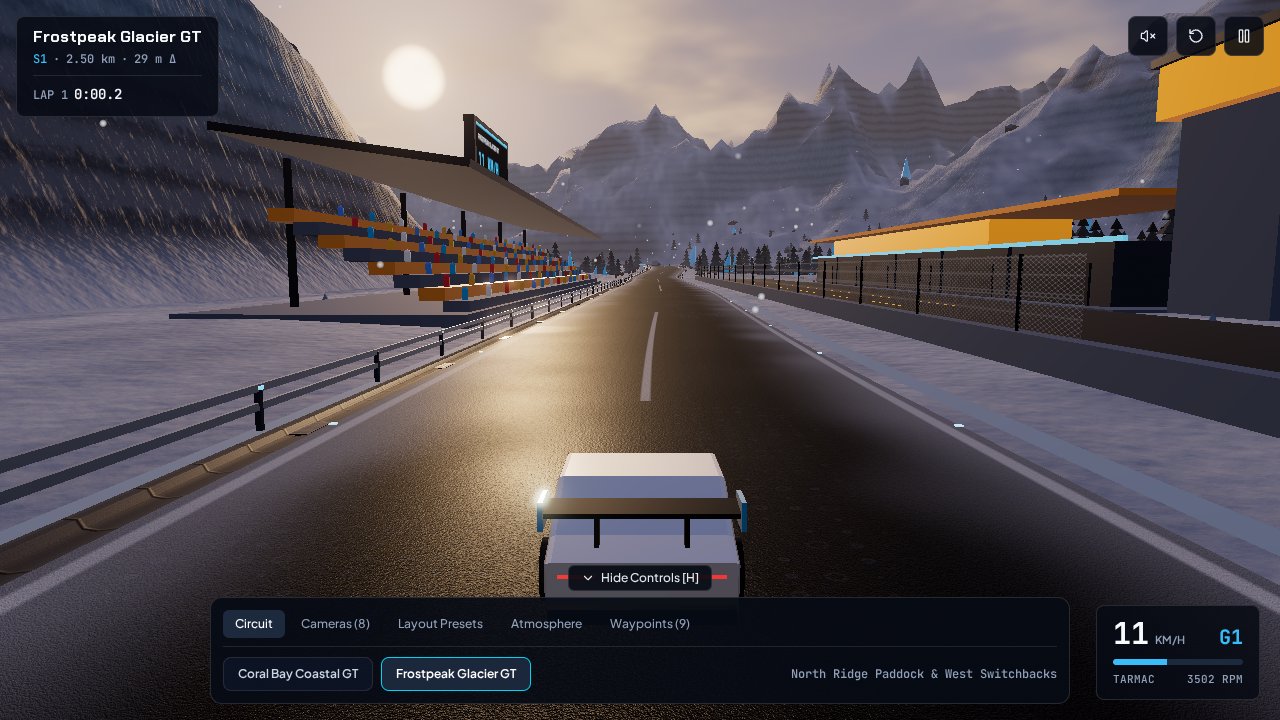 Frostpeak Glacier GT
S1 · 2.50 km · 29 m Δ
LAP 1 0:00.2
Hide Controls [H]
Circuit
Cameras (8)
Layout Presets
Atmosphere
Waypoints (9)
Coral Bay Coastal GT
Frostpeak Glacier GT
North Ridge Paddock & West Switchbacks
11 KM/H G1
TARMAC 3502 RPM